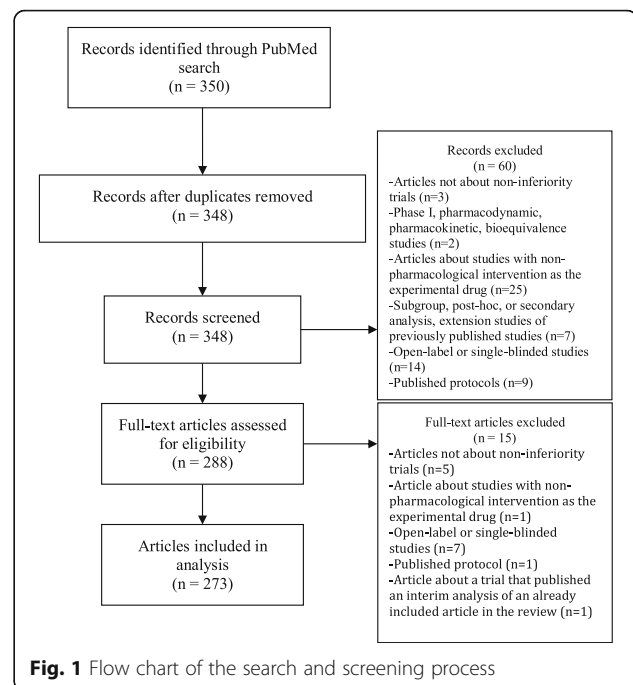 Records identified through PubMed
search
(n = 350)
Records after duplicates removed
(n = 348)
Records screened
(n = 348)
Records excluded
(n = 60)
-Articles not about non-inferiority
trials (n=3)
-Phase I, pharmacodynamic,
pharmacokinetic, bioequivalence
studies (n=2)
-Articles about studies with non-
pharmacological intervention as the
experimental drug (n=25)
-Subgroup, post-hoc, or secondary
analysis, extension studies of
previously published studies (n=7)
-Open-label or single-blinded studies
(n=14)
-Published protocols (n=9)
Full-text articles assessed
for eligibility
(n = 288)
Full-text articles excluded
(n = 15)
-Articles not about non-inferiority
trials (n=5)
-Article about studies with non-
pharmacological intervention as the
experimental drug (n=1)
-Open-label or single-blinded
studies (n=7)
-Published protocol (n=1)
-Article about a trial that published
an interim analysis of an already
included article in the review (n=1)
Articles included in
analysis
(n = 273)
Fig. 1 Flow chart of the search and screening process